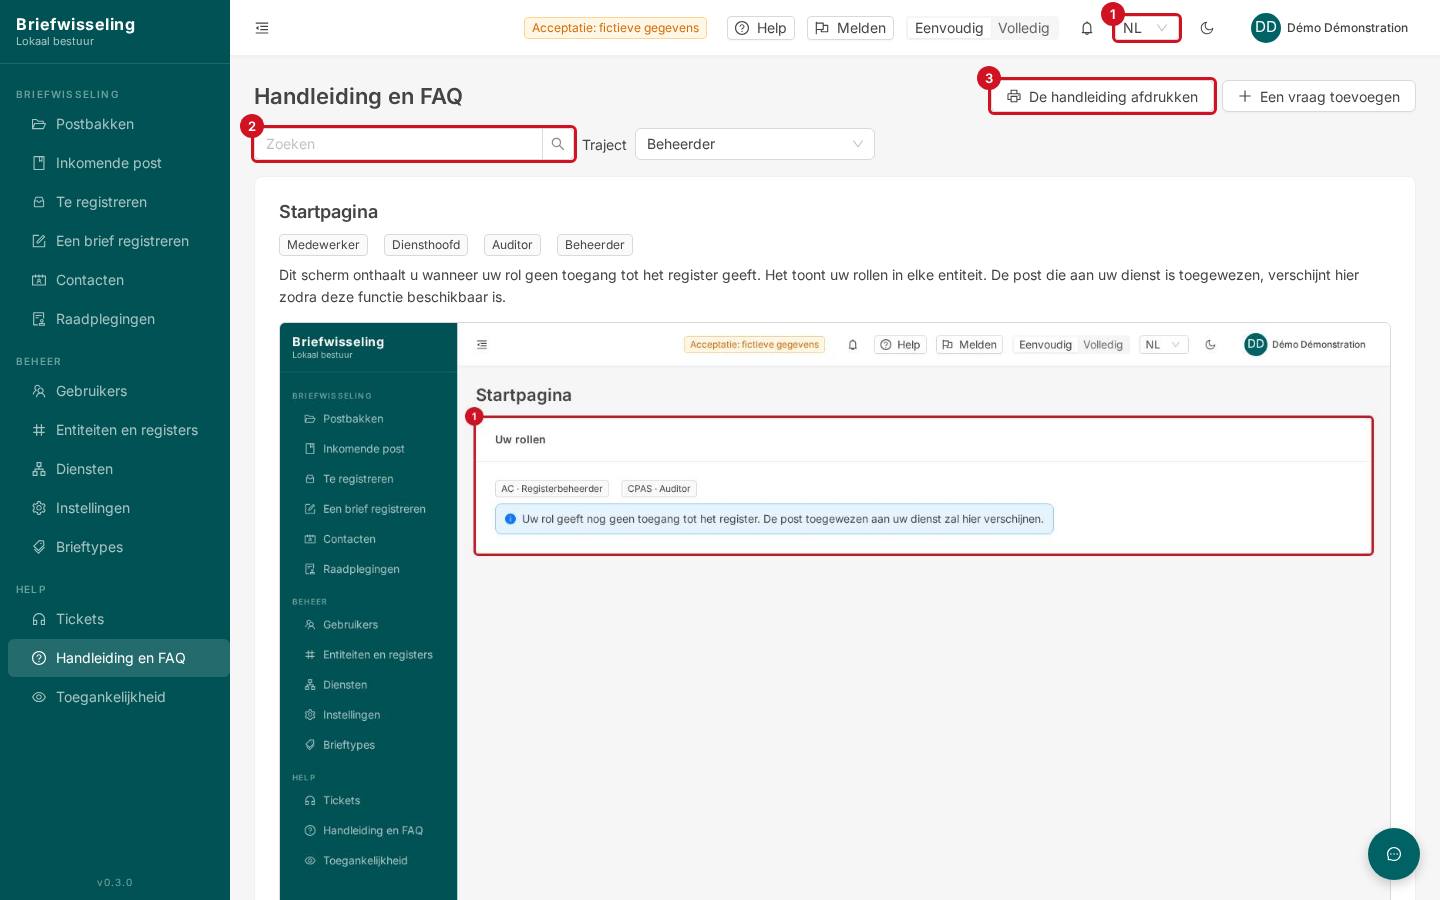 Briefwisseling
Lokaal bestuur
BRIEFWISSELING
Postbakken
Inkomende post
Te registreren
Een brief registreren
Contacten
Raadplegingen
BEHEER
Gebruikers
Entiteiten en registers
Diensten
Instellingen
Brieftypes
HELP
Tickets
Handleiding en FAQ
Toegankelijkheid
v0.3.0
Acceptatie: fictieve gegevens
Help
Melden
Eenvoudig Volledig
1
NL
DD Démo Démonstration
Handleiding en FAQ
3
De handleiding afdrukken
Een vraag toevoegen
2
Zoeken
Traject
Beheerder
Startpagina
Medewerker Diensthoofd Auditor Beheerder
Dit scherm onthaalt u wanneer uw rol geen toegang tot het register geeft. Het toont uw rollen in elke entiteit. De post die aan uw dienst is toegewezen, verschijnt hier
zodra deze functie beschikbaar is.
Briefwisseling
Lokaal bestuur
BRIEFWISSELING
Postbakken
Inkomende post
Te registreren
Een brief registreren
Contacten
Raadplegingen
BEHEER
Gebruikers
Entiteiten en registers
Diensten
Instellingen
Brieftypes
HELP
Tickets
Handleiding en FAQ
Toegankelijkheid
Acceptatie: fictieve gegevens
Help
Melden
Eenvoudig Volledig
NL
DD Démo Démonstration
Startpagina
1
Uw rollen
AC · Registerbeheerder CPAS · Auditor
Uw rol geeft nog geen toegang tot het register. De post toegewezen aan uw dienst zal hier verschijnen.